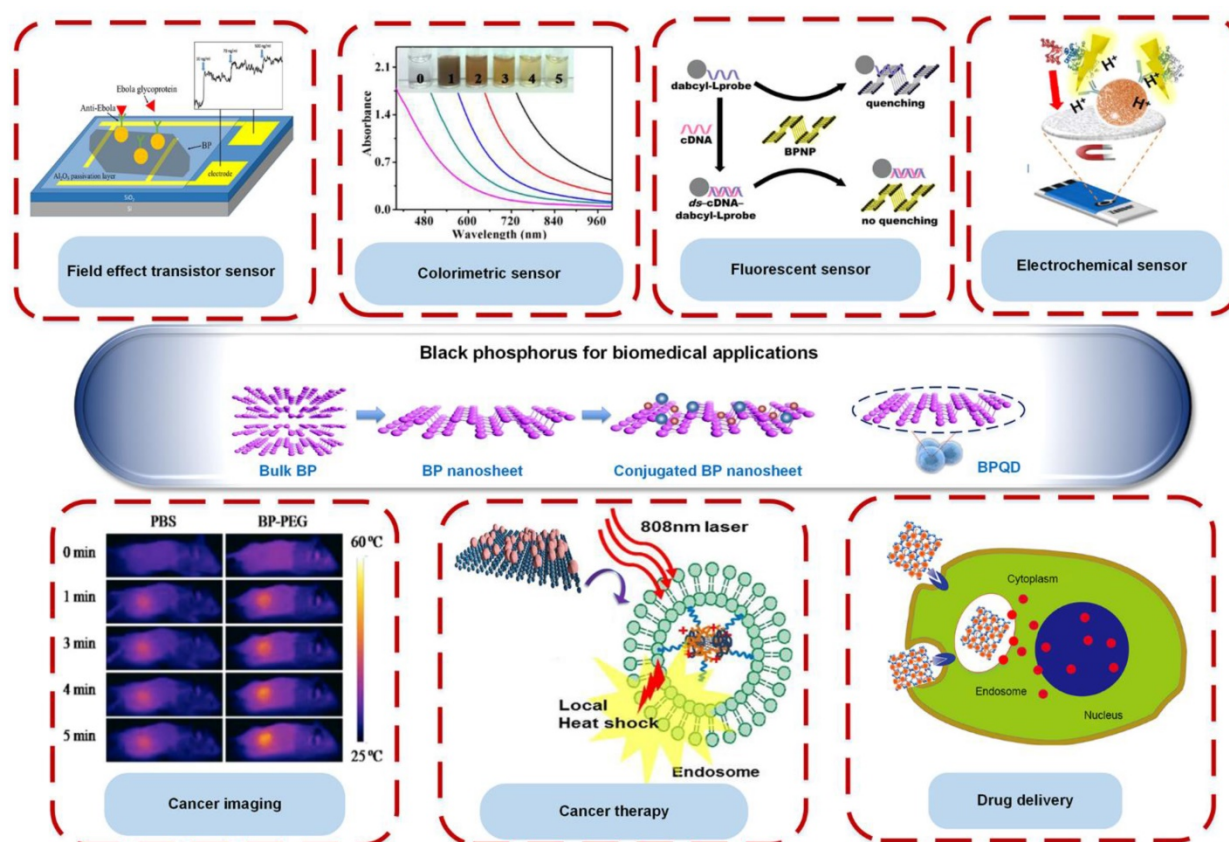 Ebola glycoprotein
Anti-Ebola
BP
Al₂O₃ passivation layer
electrode
SiO₂
Field effect transistor sensor
2.1
1.4
0.7
0.0
Absorbance
0 1 2 3 4 5
480 600 720 840 960
Wavelength (nm)
Colorimetric sensor
dabcyl-Lprobe
quenching
cDNA
BPNP
ds-cDNA-
dabcyl-Lprobe
no quenching
Fluorescent sensor
H⁺
H⁺
H⁺
H⁺
Electrochemical sensor
Black phosphorus for biomedical applications
Bulk BP
BP nanosheet
Conjugated BP nanosheet
BPQD
PBS BP-PEG
60 ºC
0 min
1 min
3 min
4 min
5 min
25 ºC
Cancer imaging
808nm laser
Local
Heat shock
Endosome
Cancer therapy
Cytoplasm
Endosome
Nucleus
Drug delivery